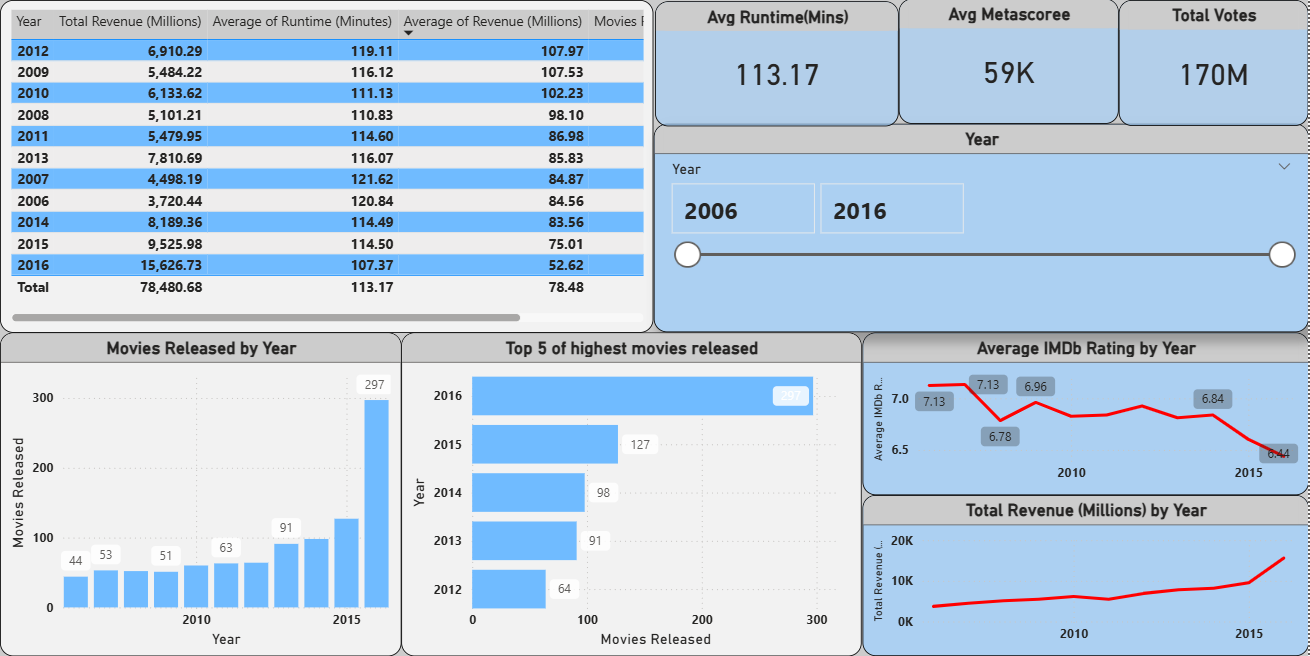 Year Total Revenue (Millions) Average of Runtime (Minutes) Average of Revenue (Millions) Movies
2012 6,910.29 119.11 107.97
2009 5,484.22 116.12 107.53
2010 6,133.62 111.13 102.23
2008 5,101.21 110.83 98.10
2011 5,479.95 114.60 86.98
2013 7,810.69 116.07 85.83
2007 4,498.19 121.62 84.87
2006 3,720.44 120.84 84.56
2014 8,189.36 114.49 83.56
2015 9,525.98 114.50 75.01
2016 15,626.73 107.37 52.62
Total 78,480.68 113.17 78.48
Avg Runtime(Mins)
113.17
Avg Metascoree
59K
Total Votes
170M
Year
Year
2006 2016
Movies Released by Year
Movies Released
300
200
100
0
44
53
51
63
91
297
2010 2015
Year
Top 5 of highest movies released
Year
2016 297
2015 127
2014 98
2013 91
2012 64
0 100 200 300
Movies Released
Average IMDb Rating by Year
Average IMDb R...
7.0
6.5
7.13
7.13
6.78
6.96
6.84
6.44
2010 2015
Total Revenue (Millions) by Year
Total Revenue (...
20K
10K
0K
2010 2015